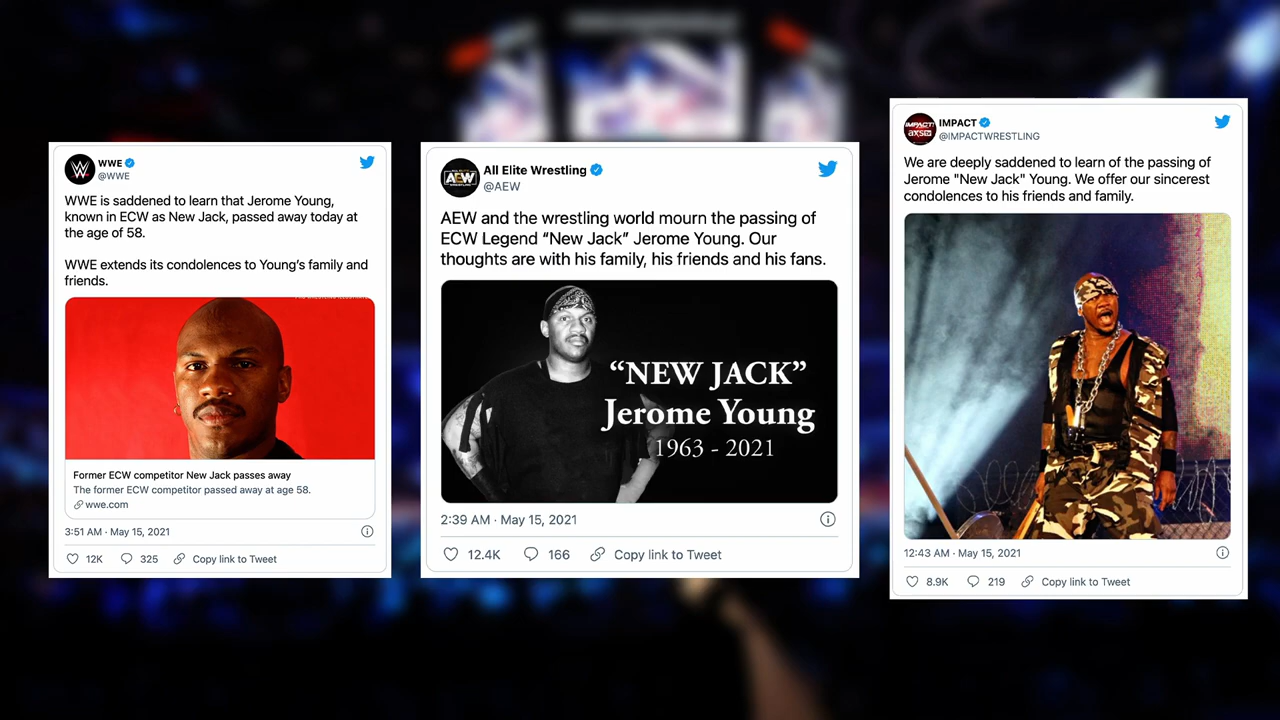 WWE
@WWE
WWE is saddened to learn that Jerome Young,
known in ECW as New Jack, passed away today at
the age of 58.
WWE extends its condolences to Young's family and
friends.
Former ECW competitor New Jack passes away
The former ECW competitor passed away at age 58.
wwe.com
3:51 AM · May 15, 2021
12K 325 Copy link to Tweet
AEW
All Elite Wrestling
@AEW
AEW and the wrestling world mourn the passing of
ECW Legend “New Jack” Jerome Young. Our
thoughts are with his family, his friends and his fans.
“NEW JACK”
Jerome Young
1963 - 2021
2:39 AM · May 15, 2021
12.4K 166 Copy link to Tweet
IMPACT!
axstv
IMPACT
@IMPACTWRESTLING
We are deeply saddened to learn of the passing of
Jerome "New Jack" Young. We offer our sincerest
condolences to his friends and family.
12:43 AM · May 15, 2021
8.9K 219 Copy link to Tweet